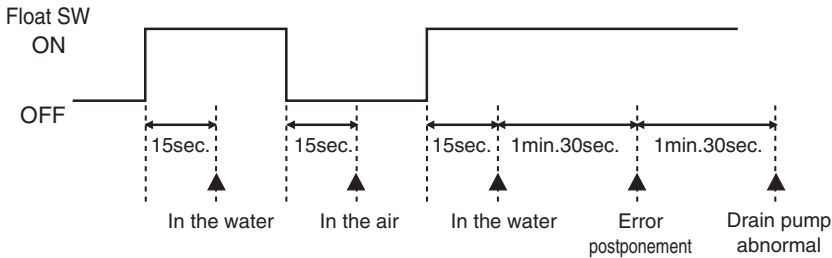 Float SW
ON
OFF
15sec. 15sec. 15sec. 1min.30sec. 1min.30sec.
In the water In the air In the water Error postponement Drain pump abnormal